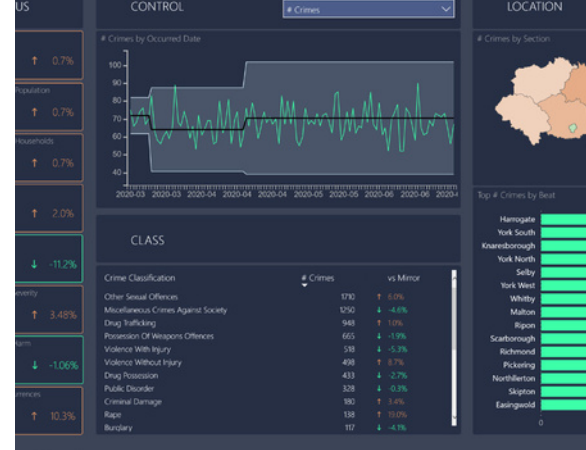 US
CONTROL
# Crimes
LOCATION
# Crimes by Occurred Date
# Crimes by Section
↑ 0.7%
Population
↑ 0.7%
Households
↑ 0.7%
↑ 2.0%
↓ -11.2%
everity
↑ 3.48%
arm
↓ -1.06%
urrences
↑ 10.3%
100
90
80
70
60
50
40
2020-03 2020-03 2020-04 2020-04 2020-04 2020-05 2020-05 2020-06 2020-06 2020-
CLASS
Crime Classification # Crimes vs Mirror
Other Sexual Offences 1710 ↑ 6.0%
Miscellaneous Crimes Against Society 1250 ↓ -4.6%
Drug Trafficking 948 ↑ 1.0%
Possession Of Weapons Offences 665 ↓ -1.9%
Violence With Injury 518 ↓ -5.3%
Violence Without Injury 498 ↑ 8.7%
Drug Possession 433 ↓ -2.7%
Public Disorder 328 ↓ -0.3%
Criminal Damage 180 ↑ 3.4%
Rape 138 ↑ 19.0%
Burglary 117 ↓ -4.1%
Top # Crimes by Beat
Harrogate
York South
Knaresborough
York North
Selby
York West
Whitby
Malton
Ripon
Scarborough
Richmond
Pickering
Northllerton
Skipton
Easingwold
0